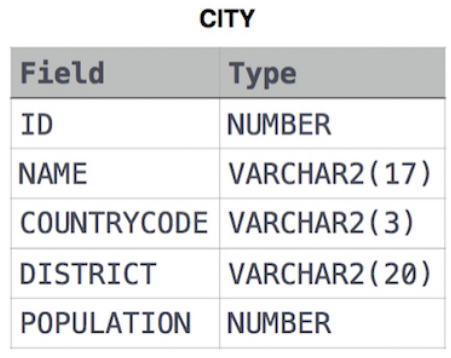 CITY
Field Type
ID NUMBER
NAME VARCHAR2(17)
COUNTRYCODE VARCHAR2(3)
DISTRICT VARCHAR2(20)
POPULATION NUMBER